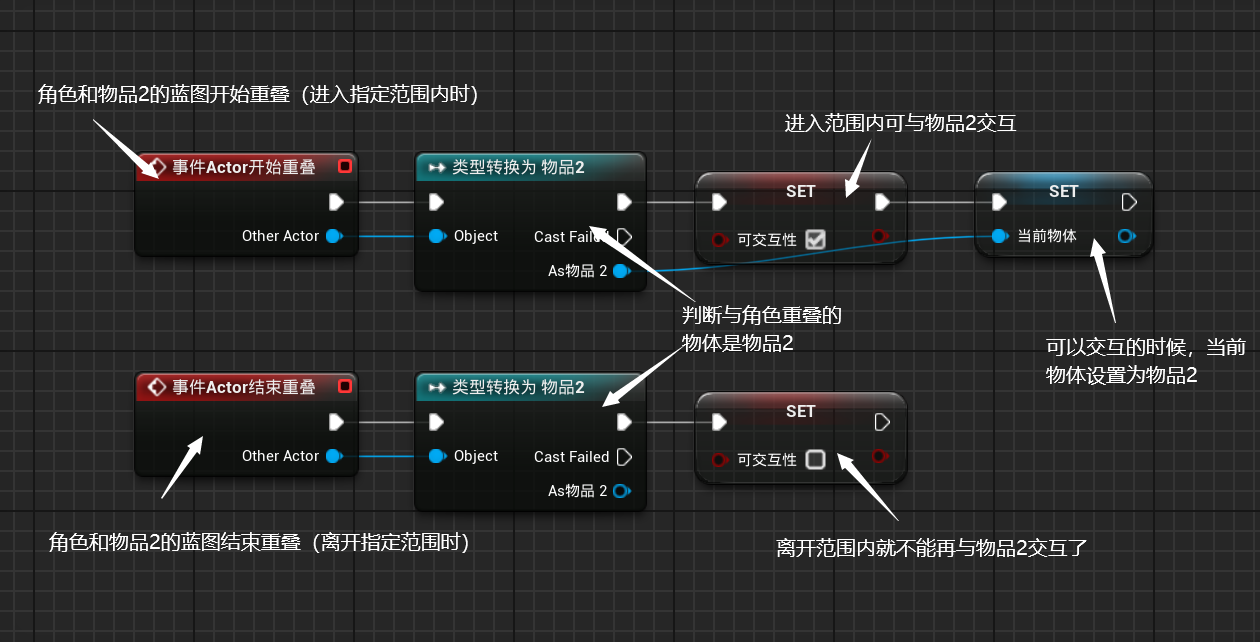 角色和物品2的蓝图开始重叠（进入指定范围内时）
进入范围内可与物品2交互
事件Actor开始重叠
Other Actor
类型转换为 物品2
Object
Cast Failed
As物品 2
SET
可交互性
SET
当前物体
判断与角色重叠的
物体是物品2
可以交互的时候，当前
物体设置为物品2
事件Actor结束重叠
Other Actor
类型转换为 物品2
Object
Cast Failed
As物品 2
SET
可交互性
角色和物品2的蓝图结束重叠（离开指定范围时）
离开范围内就不能再与物品2交互了